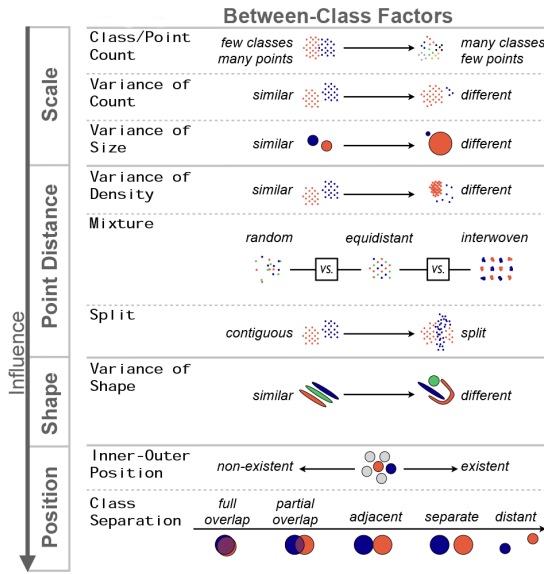 Between-Class Factors
Influence
Scale
Class/Point
Count
few classes
many points
many classes
few points
Variance of
Count
similar
different
Variance of
Size
similar
different
Point Distance
Variance of
Density
similar
different
Mixture
random
vs.
equidistant
vs.
interwoven
Split
contiguous
split
Shape
Variance of
Shape
similar
different
Position
Inner-Outer
Position
non-existent
existent
Class
Separation
full
overlap
partial
overlap
adjacent
separate
distant